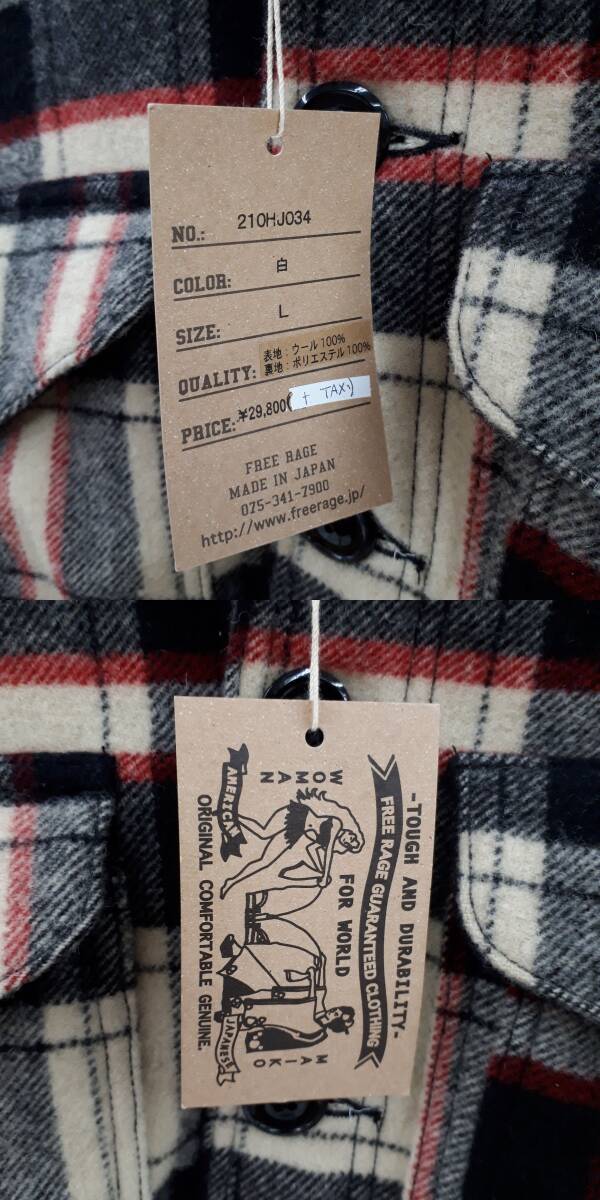 NO.: 210HJ034
COLOR: 白
SIZE: L
QUALITY: 表地:ウール100%
裏地:ポリエステル100%
PRICE: ¥29,800 + TAX
FREE RAGE
MADE IN JAPAN
075-341-7900
http://www.freerage.jp/
-TOUGH AND DURABILITY-
FREE RAGE GUARANTEED CLOTHING
FOR WORLD
WOMAN
MAIKO
AMERICA
JAPANESE
ORIGINAL COMFORTABLE GENUINE.